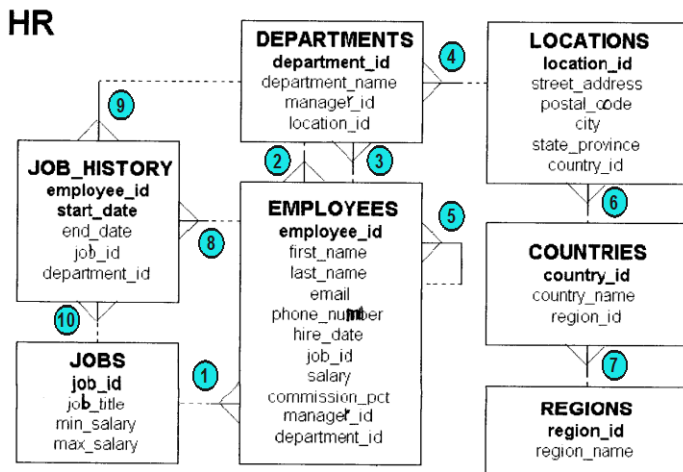 HR
DEPARTMENTS
department_id
department_name
manager_id
location_id
LOCATIONS
location_id
street_address
postal_code
city
state_province
country_id
4
9
2
3
JOB_HISTORY
employee_id
start_date
end_date
job_id
department_id
8
EMPLOYEES
employee_id
first_name
last_name
email
phone_number
hire_date
job_id
salary
commission_pct
manager_id
department_id
5
6
COUNTRIES
country_id
country_name
region_id
10
JOBS
job_id
job_title
min_salary
max_salary
1
7
REGIONS
region_id
region_name